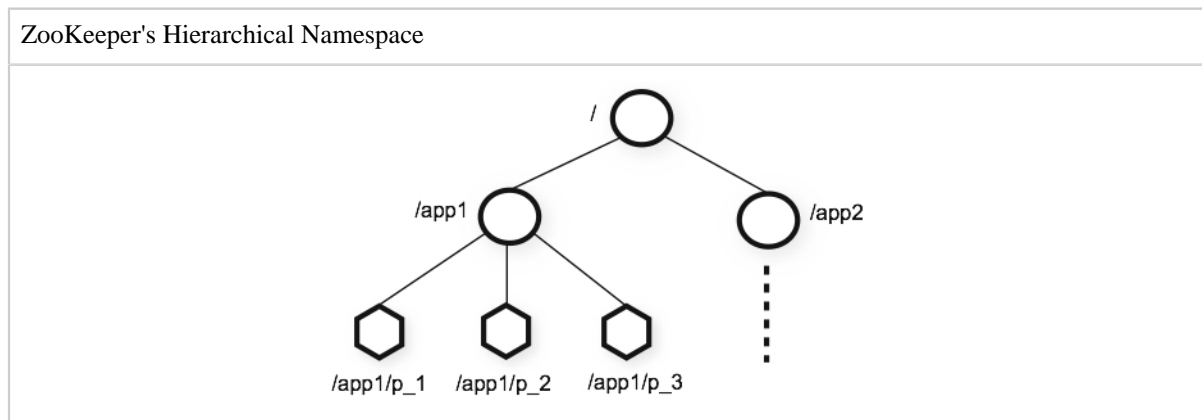 ZooKeeper's Hierarchical Namespace
/
/app1
/app2
/app1/p_1
/app1/p_2
/app1/p_3